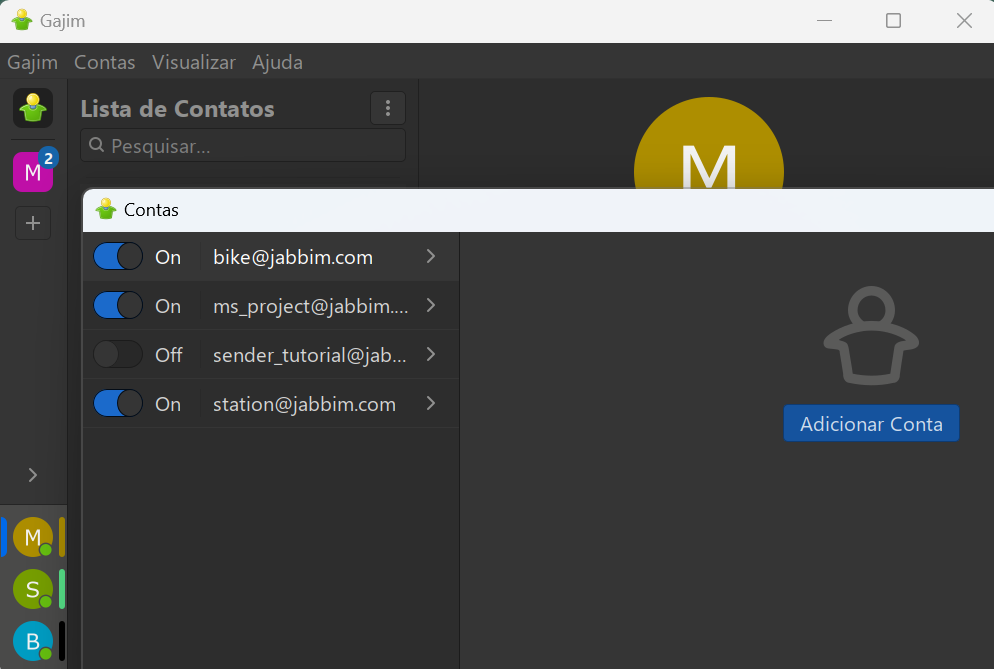 Gajim
Gajim Contas Visualizar Ajuda
Lista de Contatos
Pesquisar...
M
M 2
Contas
On bike@jabbim.com
On ms_project@jabbim....
Off sender_tutorial@jab...
On station@jabbim.com
Adicionar Conta
M
S
B